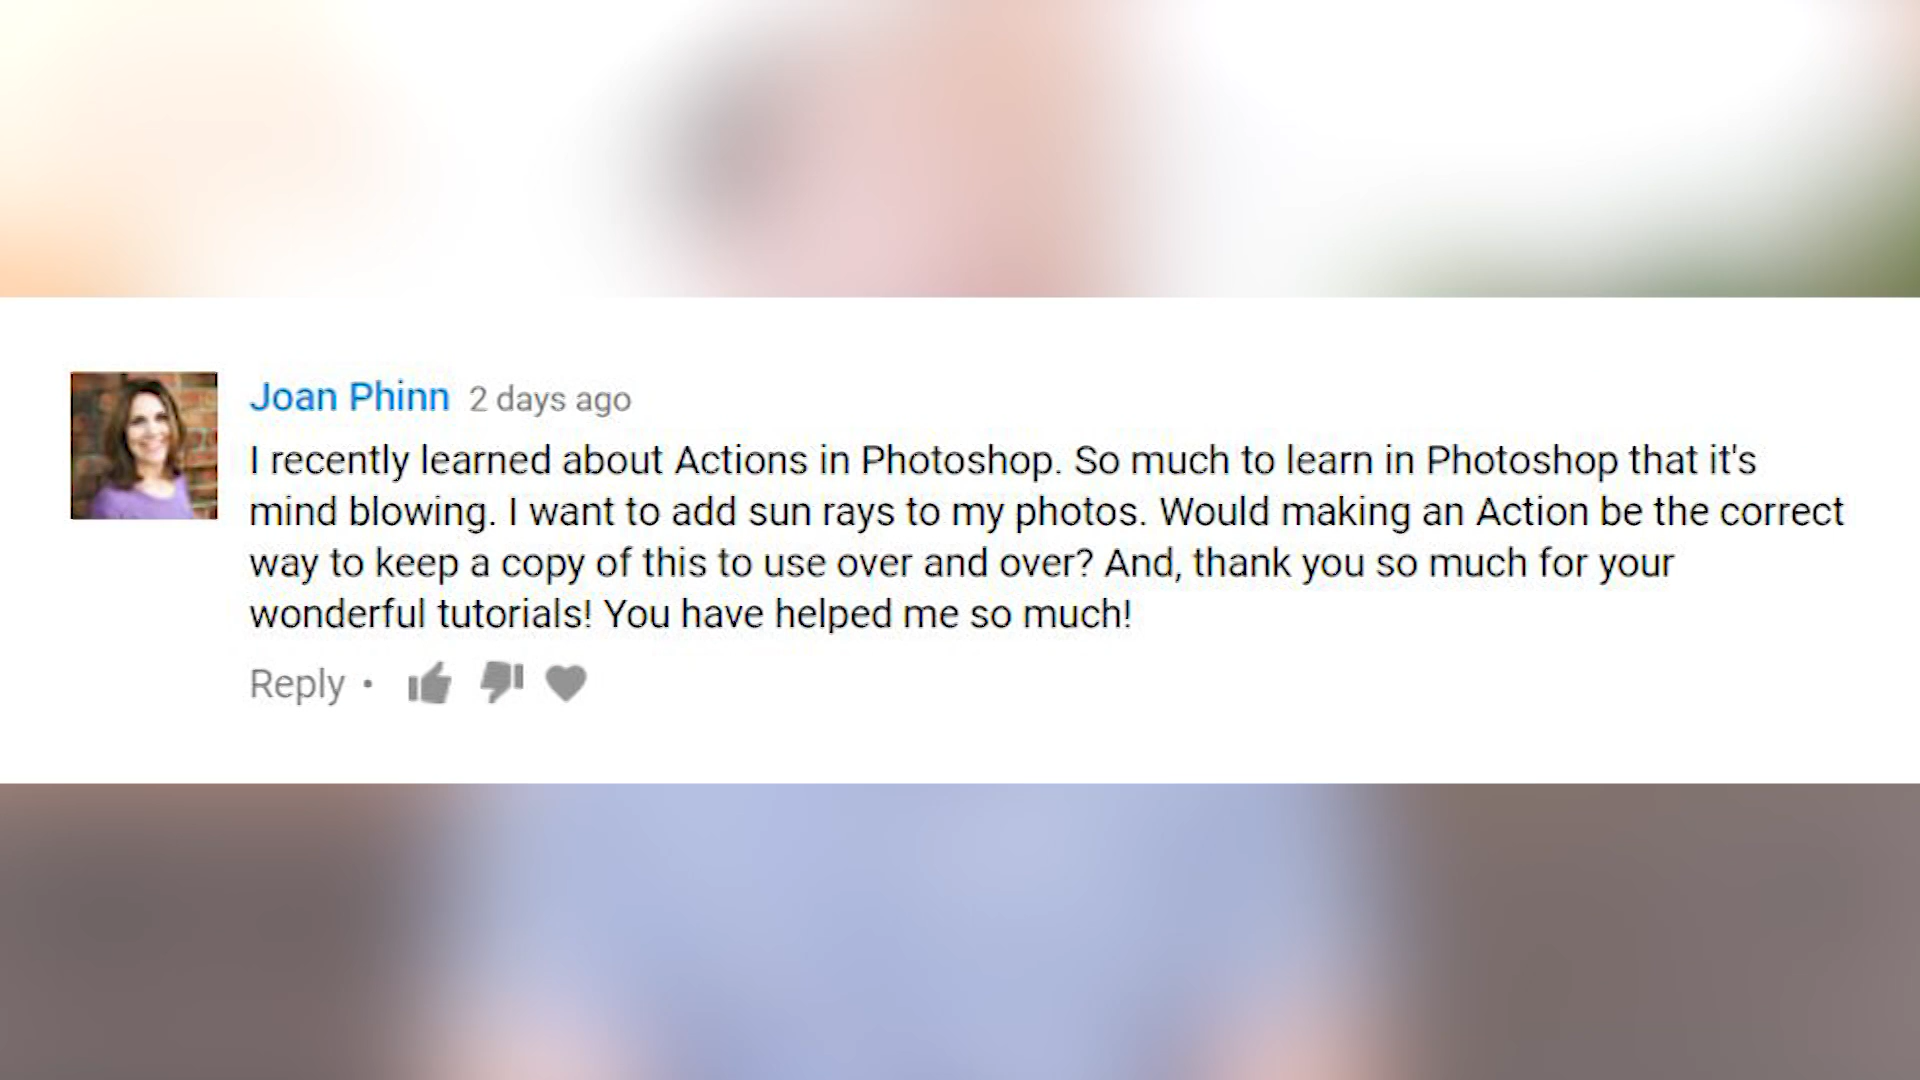 Joan Phinn 2 days ago
I recently learned about Actions in Photoshop. So much to learn in Photoshop that it's
mind blowing. I want to add sun rays to my photos. Would making an Action be the correct
way to keep a copy of this to use over and over? And, thank you so much for your
wonderful tutorials! You have helped me so much!
Reply •